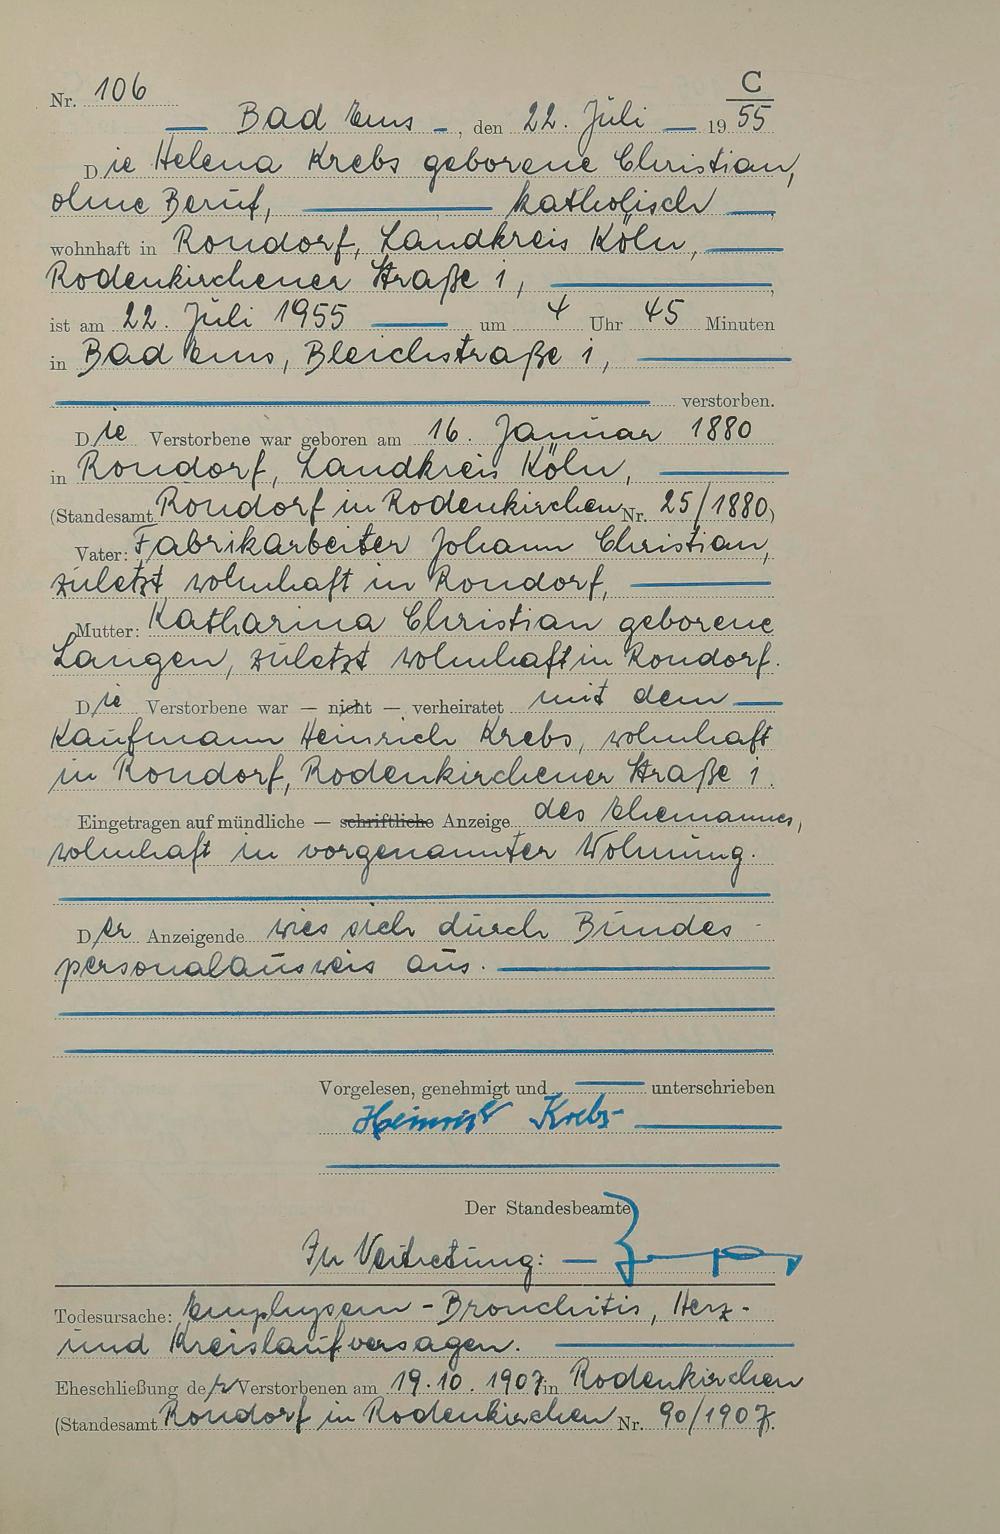 C
Nr. 106
Bad Ems, den 22. Juli 1955
Die Helena Krebs geborene Christian,
ohne Beruf, katholisch
wohnhaft in Rondorf, Landkreis Köln,
Rodenkirchener Straße 1,
ist am 22. Juli 1955 um 4 Uhr 45 Minuten
in Bad Ems, Bleichstraße 1,
verstorben.
Die Verstorbene war geboren am 16. Januar 1880
in Rondorf, Landkreis Köln,
(Standesamt Rondorf in Rodenkirchen Nr. 25/1880)
Vater: Fabrikarbeiter Johann Christian,
zuletzt wohnhaft in Rondorf,
Mutter: Katharina Christian geborene
Langen, zuletzt wohnhaft in Rondorf.
Die Verstorbene war — nicht — verheiratet mit dem
Kaufmann Heinrich Krebs, wohnhaft
in Rondorf, Rodenkirchener Straße 1.
Eingetragen auf mündliche — schriftliche Anzeige des Ehemannes,
wohnhaft in vorgenannter Wohnung.
Der Anzeigende wies sich durch Bundes-
personalausweis aus.
Vorgelesen, genehmigt und unterschrieben
Heinrich Krebs
Der Standesbeamte
In Vertretung:
Todesursache: Emphysem-Bronchitis, Herz-
und Kreislaufversagen.
Eheschließung der Verstorbenen am 19.10.1907 in Rodenkirchen
(Standesamt Rondorf in Rodenkirchen Nr. 90/1907).